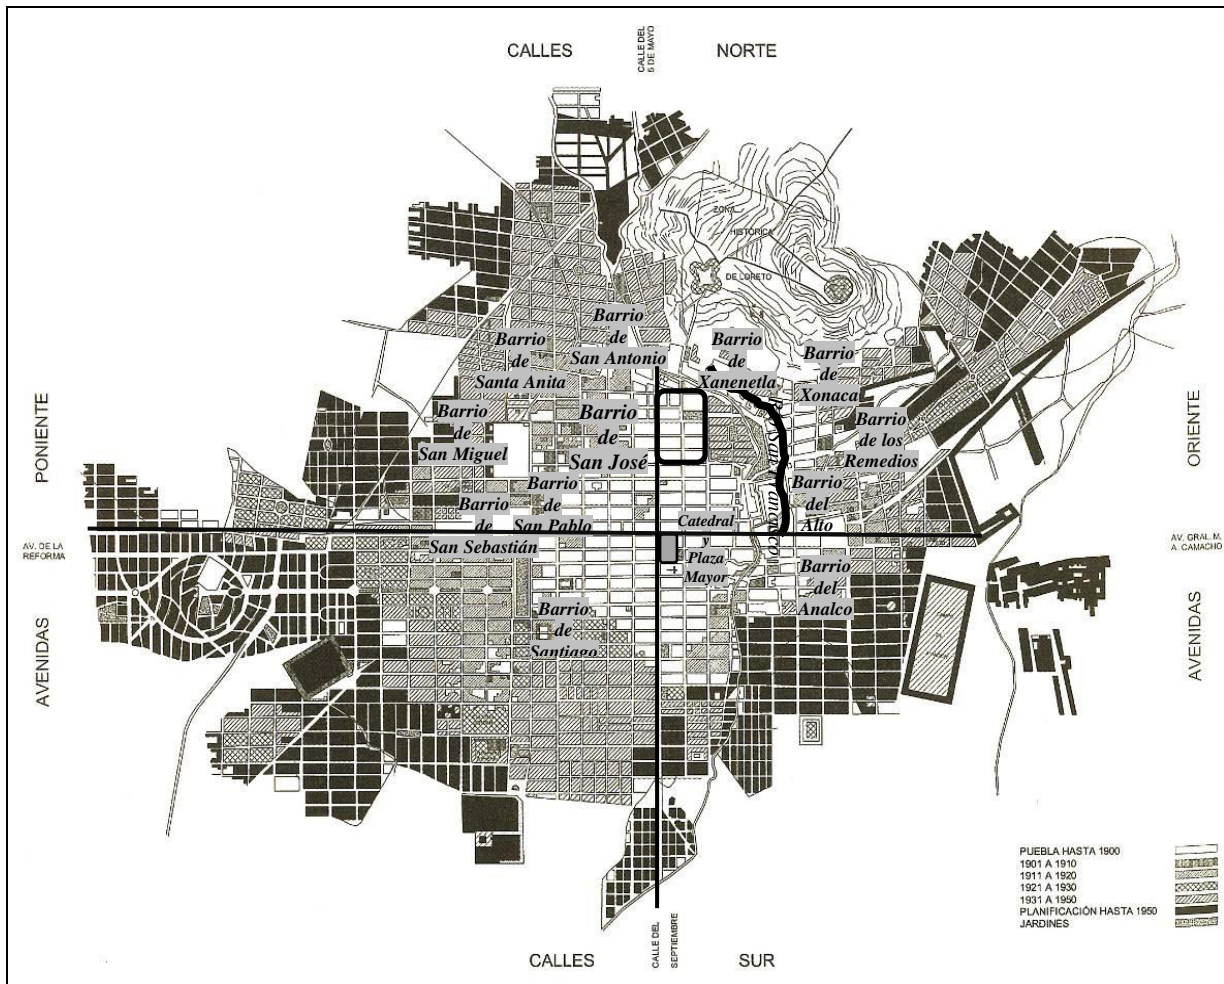 CALLES
CALLE DEL
5 DE MAYO
NORTE
ZONA
HISTÓRICA
DE LORETO
Barrio
de
San Antonio
Barrio
de
Santa Anita
Barrio
de
Xanenetla
Barrio
de
Xonaca
Barrio
de
San Miguel
Barrio
de
San José
Barrio
de los
Remedios
Barrio
de
San Pablo
Barrio
de
San Sebastián
Barrio
del
Alto
Catedral
y
Plaza
Mayor
Barrio
del
Analco
Barrio
de
Santiago
San Francisco
PONIENTE
AV. DE LA
REFORMA
AVENIDAS
ORIENTE
AV. GRAL. M.
A. CAMACHO
AVENIDAS
PUEBLA HASTA 1900
1901 A 1910
1911 A 1920
1921 A 1930
1931 A 1950
PLANIFICACIÓN HASTA 1950
JARDINES
CALLES
CALLE DEL
SEPTIEMBRE
SUR